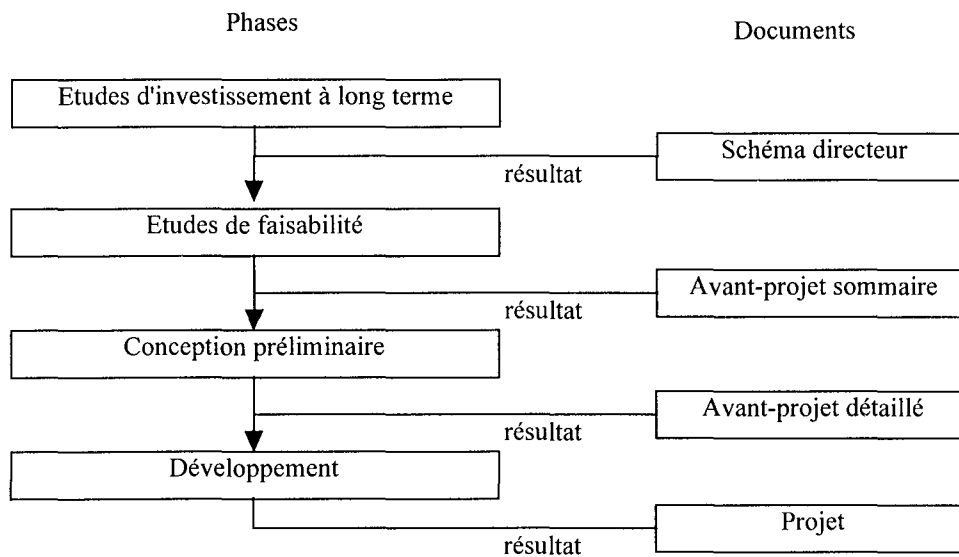 Phases
Documents
Etudes d'investissement à long terme
Schéma directeur
résultat
Etudes de faisabilité
Avant-projet sommaire
résultat
Conception préliminaire
Avant-projet détaillé
résultat
Développement
Projet
résultat